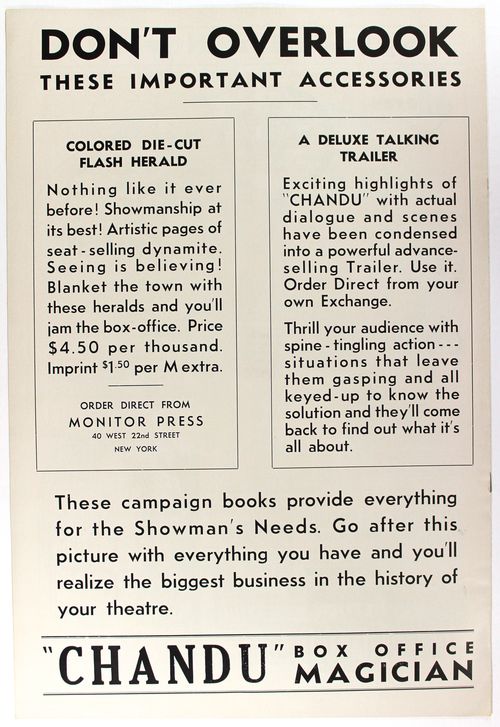 DON'T OVERLOOK
THESE IMPORTANT ACCESSORIES
COLORED DIE-CUT
FLASH HERALD
Nothing like it ever
before! Showmanship at
its best! Artistic pages of
seat-selling dynamite.
Seeing is believing!
Blanket the town with
these heralds and you'll
jam the box-office. Price
$4.50 per thousand.
Imprint $1.50 per M extra.
ORDER DIRECT FROM
MONITOR PRESS
40 WEST 22nd STREET
NEW YORK
A DELUXE TALKING
TRAILER
Exciting highlights of
"CHANDU" with actual
dialogue and scenes
have been condensed
into a powerful advance-
selling Trailer. Use it.
Order Direct from your
own Exchange.
Thrill your audience with
spine-tingling action---
situations that leave
them gasping and all
keyed-up to know the
solution and they'll come
back to find out what it's
all about.
These campaign books provide everything
for the Showman's Needs. Go after this
picture with everything you have and you'll
realize the biggest business in the history of
your theatre.
"CHANDU" BOX OFFICE
MAGICIAN